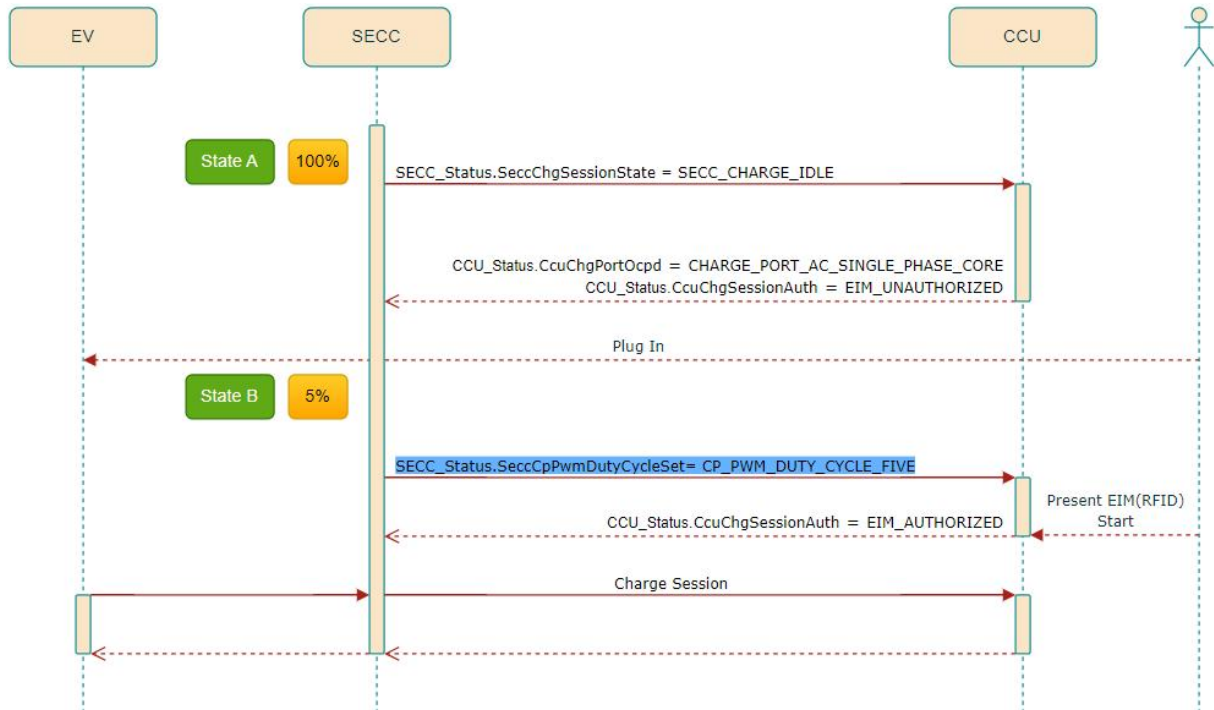 EV
SECC
CCU
State A
100%
SECC_Status.SeccChgSessionState = SECC_CHARGE_IDLE
CCU_Status.CcuChgPortOcpd = CHARGE_PORT_AC_SINGLE_PHASE_CORE
CCU_Status.CcuChgSessionAuth = EIM_UNAUTHORIZED
Plug In
State B
5%
SECC_Status.SeccCpPwmDutyCycleSet= CP_PWM_DUTY_CYCLE_FIVE
Present EIM(RFID)
Start
CCU_Status.CcuChgSessionAuth = EIM_AUTHORIZED
Charge Session